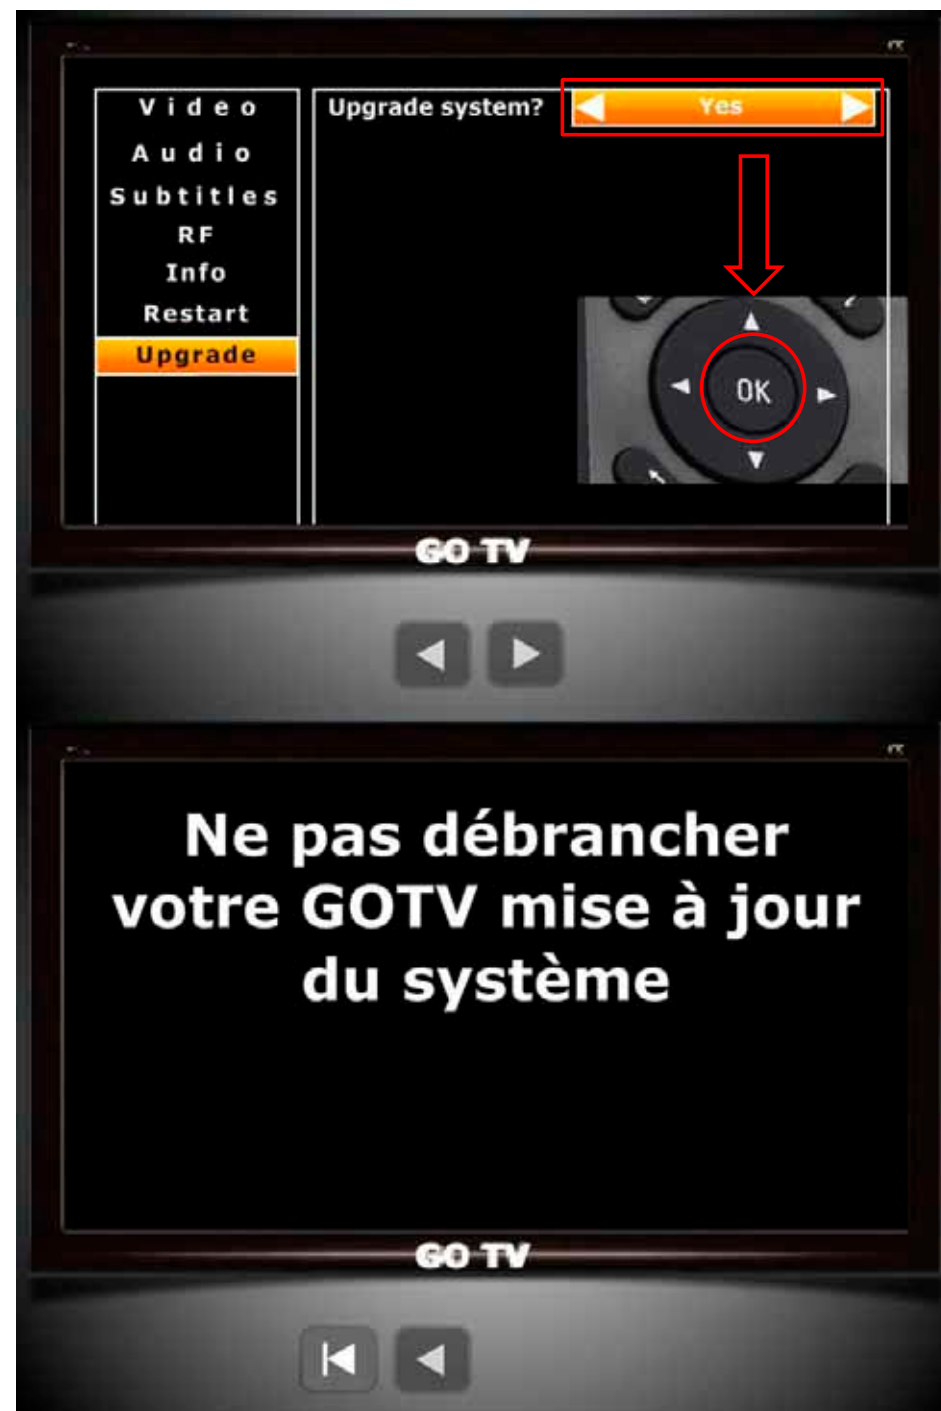 Video
Audio
Subtitles
RF
Info
Restart
Upgrade
Upgrade system?
Yes
OK
GO TV
Ne pas débrancher
votre GOTV mise à jour
du système
GO TV